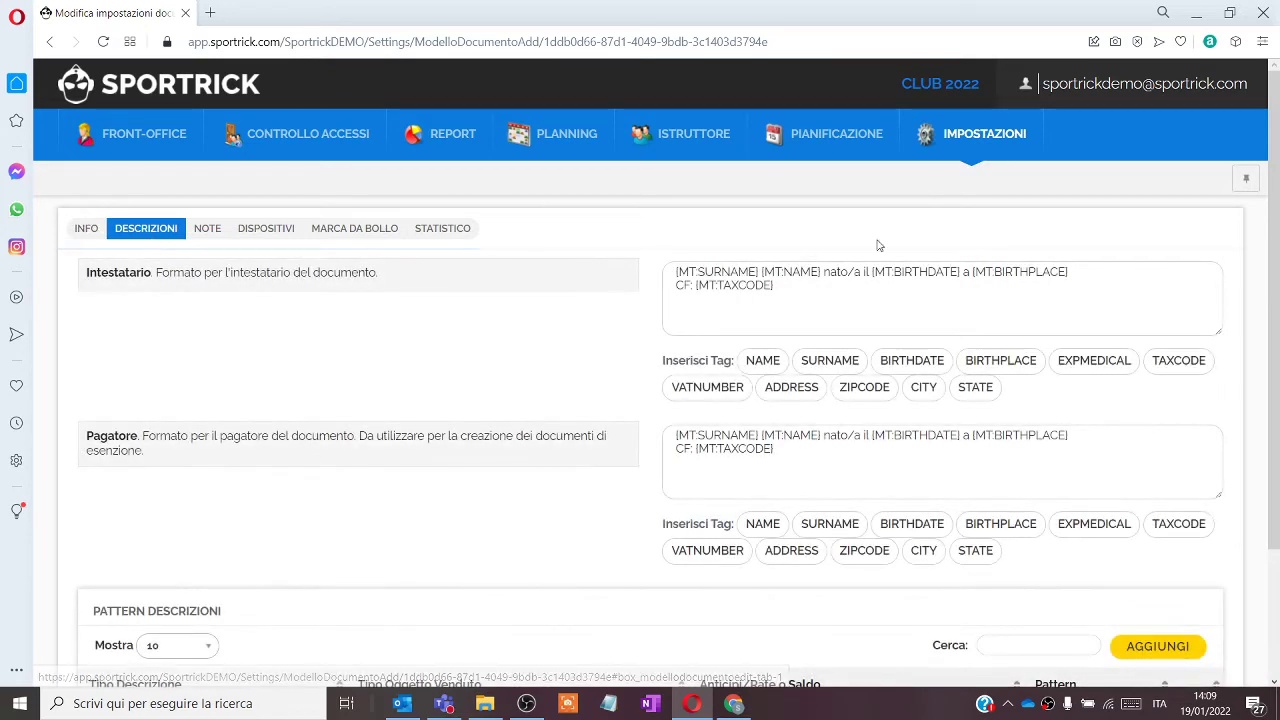 Modifica impostazioni doc
app.sportrick.com/SportrickDEMO/Settings/ModelloDocumentoAdd/1ddb0d66-87d1-4049-9bdb-3c1403d3794e
SPORTRICK
CLUB 2022
sportrickdemo@sportrick.com
FRONT-OFFICE
CONTROLLO ACCESSI
REPORT
PLANNING
ISTRUTTORE
PIANIFICAZIONE
IMPOSTAZIONI
INFO
DESCRIZIONI
NOTE
DISPOSITIVI
MARCA DA BOLLO
STATISTICO
Intestatario. Formato per l'intestatario del documento.
{MT:SURNAME} {MT:NAME} nato/a il {MT:BIRTHDATE} a {MT:BIRTHPLACE}
CF: {MT:TAXCODE}
Inserisci Tag: NAME SURNAME BIRTHDATE BIRTHPLACE EXPMEDICAL TAXCODE
VATNUMBER ADDRESS ZIPCODE CITY STATE
Pagatore. Formato per il pagatore del documento. Da utilizzare per la creazione dei documenti di
esenzione.
{MT:SURNAME} {MT:NAME} nato/a il {MT:BIRTHDATE} a {MT:BIRTHPLACE}
CF: {MT:TAXCODE}
Inserisci Tag: NAME SURNAME BIRTHDATE BIRTHPLACE EXPMEDICAL TAXCODE
VATNUMBER ADDRESS ZIPCODE CITY STATE
PATTERN DESCRIZIONI
Mostra 10
Cerca:
AGGIUNGI
https://app.sportrick.com/SportrickDEMO/Settings/ModelloDocumentoAdd/1ddb0d66-87d1-4049-9bdb-3c1403d3794e#box_modellodocumentoedit_tab-1
Tipo Descrizione
Tipo Oggetto Venduto
Anticipi/Rate o Saldo
Pattern
Scrivi qui per eseguire la ricerca
ITA
14:09
19/01/2022
27